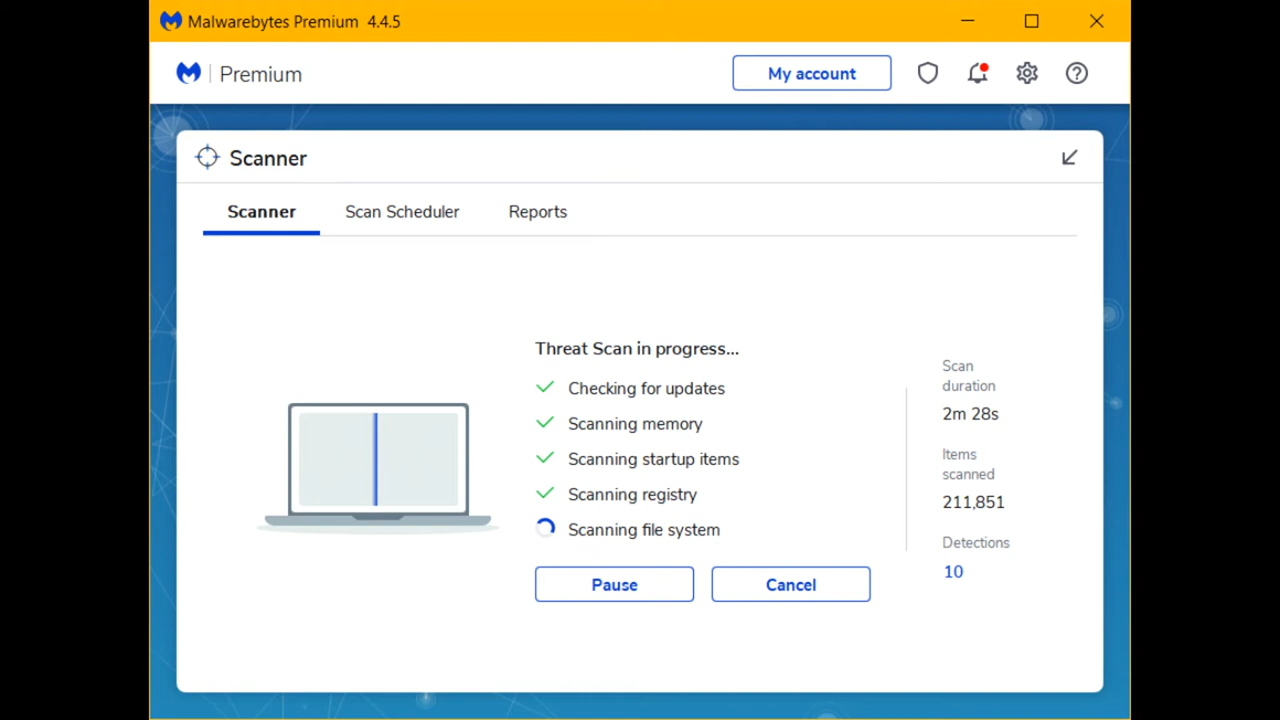 Malwarebytes Premium 4.4.5
Premium
My account
Scanner
Scanner
Scan Scheduler
Reports
Threat Scan in progress...
Checking for updates
Scanning memory
Scanning startup items
Scanning registry
Scanning file system
Pause
Cancel
Scan
duration
2m 28s
Items
scanned
211,851
Detections
10